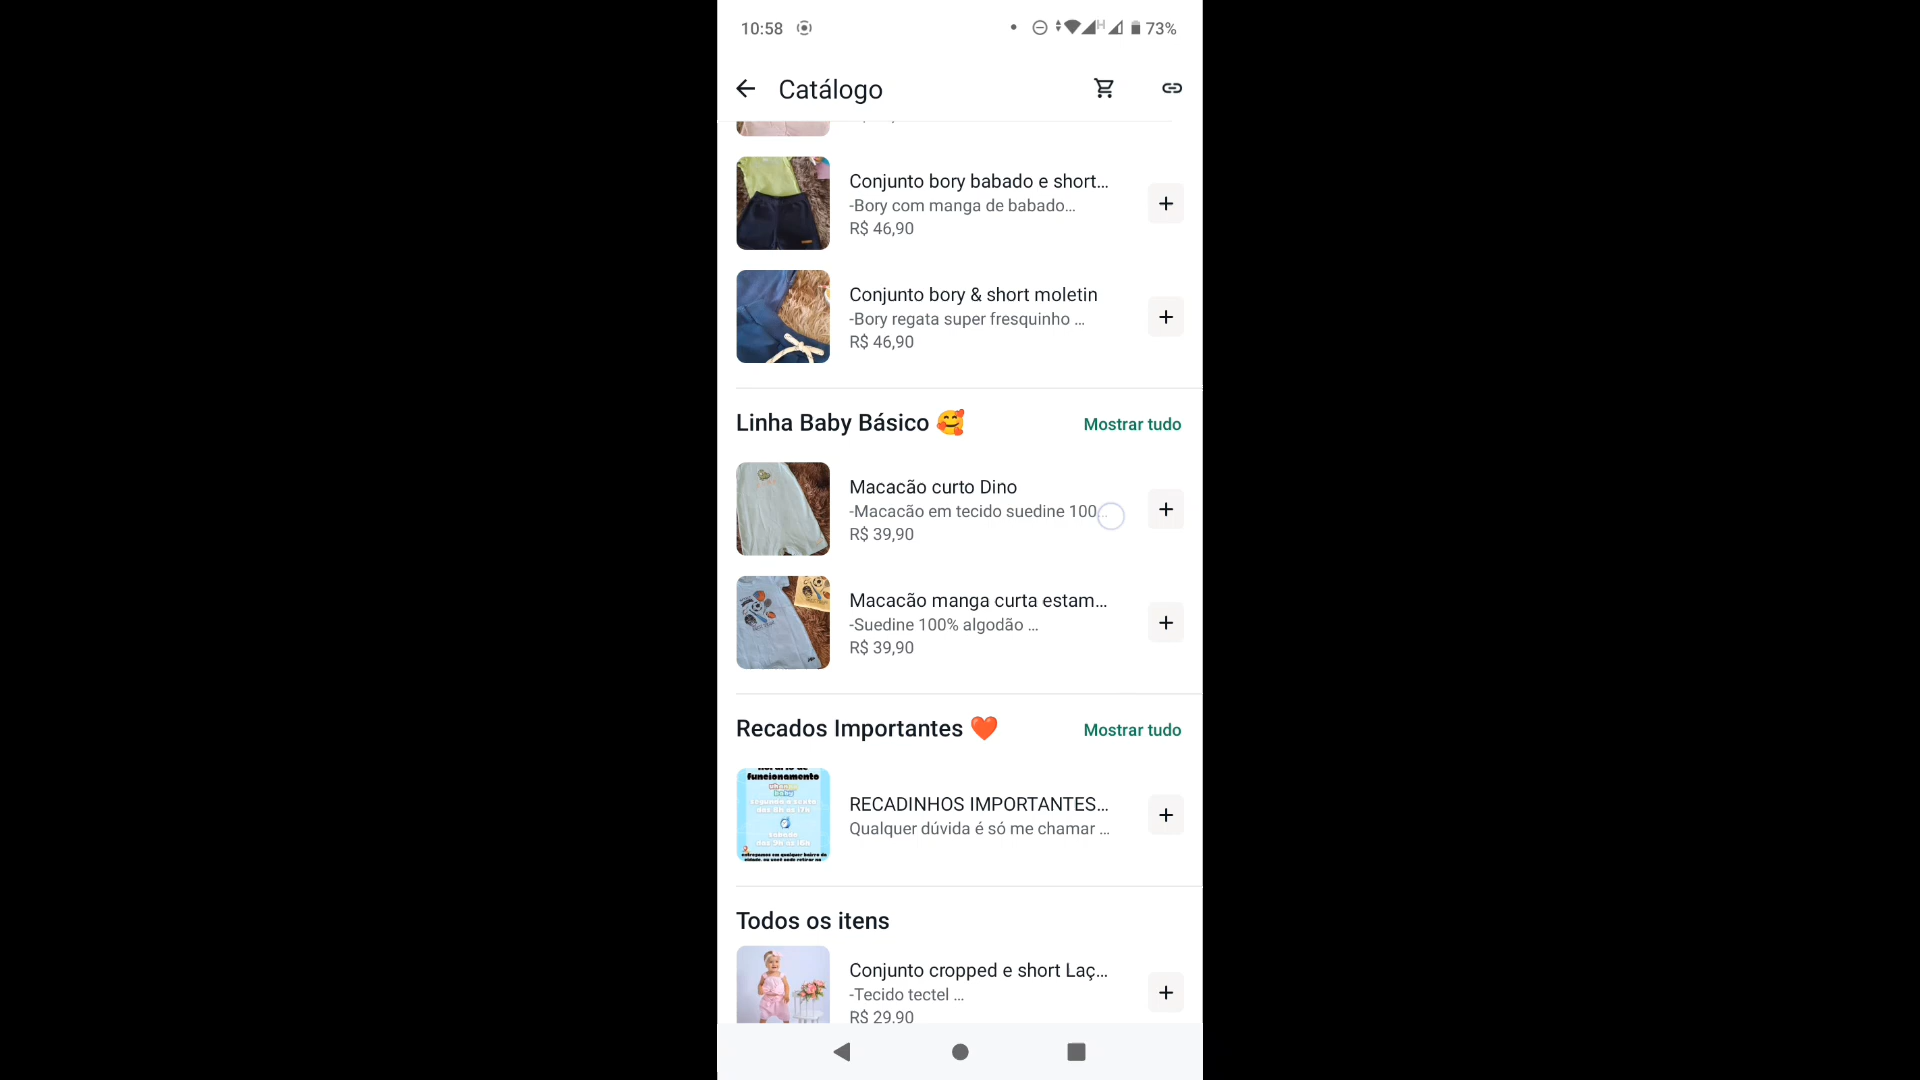 10:58
H
73%
Catálogo
Conjunto bory babado e short...
-Bory com manga de babado...
R$ 46,90
Conjunto bory & short moletin
-Bory regata super fresquinho ...
R$ 46,90
Linha Baby Básico 🥰
Mostrar tudo
Macacão curto Dino
-Macacão em tecido suedine 100...
R$ 39,90
Macacão manga curta estam...
-Suedine 100% algodão ...
R$ 39,90
Recados Importantes ❤️
Mostrar tudo
funcionamento
baby
RECADINHOS IMPORTANTES...
Qualquer dúvida é só me chamar ...
Todos os itens
Conjunto cropped e short Laç...
-Tecido tectel ...
R$ 29,90